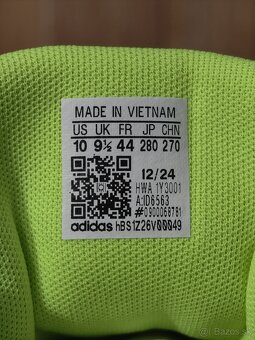 MADE IN VIETNAM
US UK FR JP CHN
10 9½ 44 280 270
12/24
HWA 1Y3001
A:ID6563
#:0900068781
adidas hBS1Z26V00049